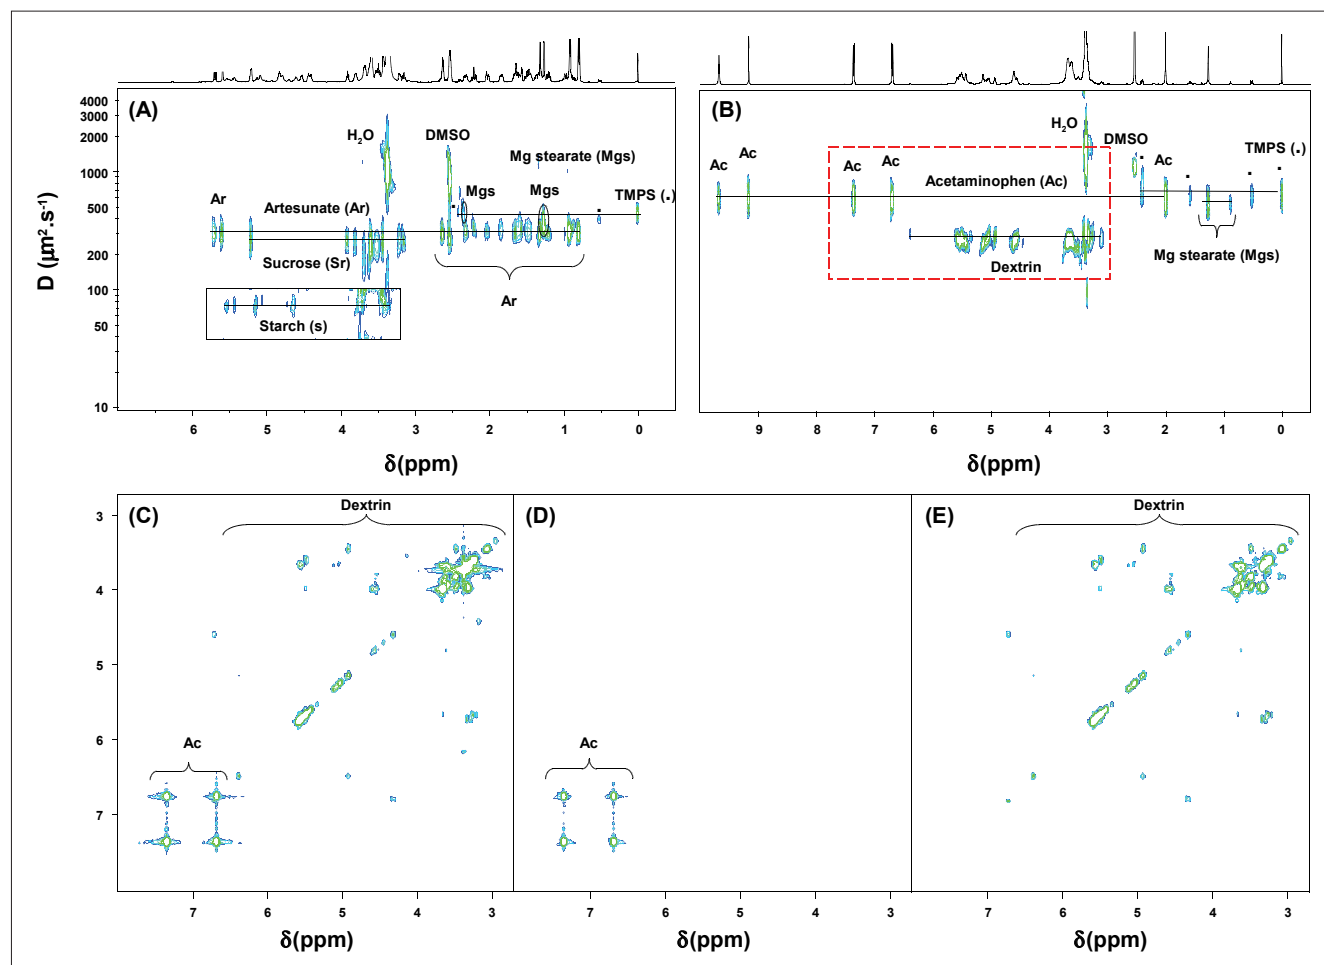 (A)
4000
3000
2000
1000
500
200
100
50
10
D (μm².s⁻¹)
H₂O
DMSO
Mg stearate (Mgs)
Mgs
Mgs
TMPS (.)
Ar
Artesunate (Ar)
Sucrose (Sr)
Ar
Starch (s)
6 5 4 3 2 1 0
δ(ppm)
(B)
H₂O
DMSO
Ac
Ac
Ac
Ac
Ac
TMPS (.)
Acetaminophen (Ac)
Mg stearate (Mgs)
Dextrin
9 8 7 6 5 4 3 2 1 0
δ(ppm)
(C)
Dextrin
3
4
5
6
7
Ac
7 6 5 4 3
δ(ppm)
(D)
Ac
7 6 5 4 3
δ(ppm)
(E)
Dextrin
7 6 5 4 3
δ(ppm)